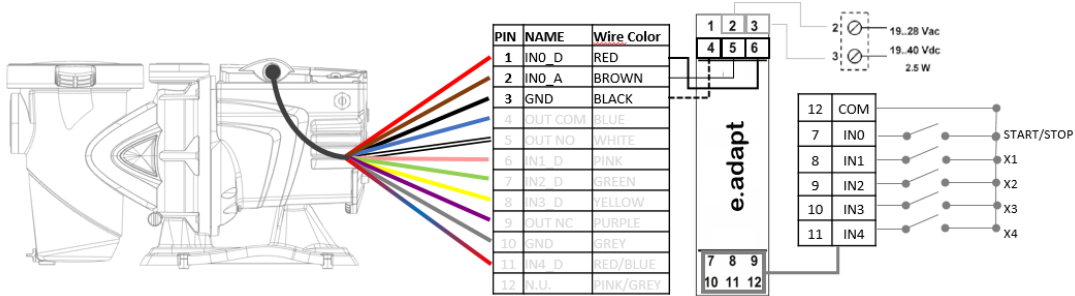 PIN NAME Wire Color
1 IN0_D RED
2 IN0_A BROWN
3 GND BLACK
4 OUT COM BLUE
5 OUT NO WHITE
6 IN1_D PINK
7 IN2_D GREEN
8 IN3_D YELLOW
9 OUT NC PURPLE
10 GND GREY
11 IN4_D RED/BLUE
12 N.U. PINK/GREY
1 2 3
4 5 6
e.adapt
7 8 9
10 11 12
2 19..28 Vac
3 19..40 Vdc
2.5 W
12 COM
7 IN0 START/STOP
8 IN1 X1
9 IN2 X2
10 IN3 X3
11 IN4 X4